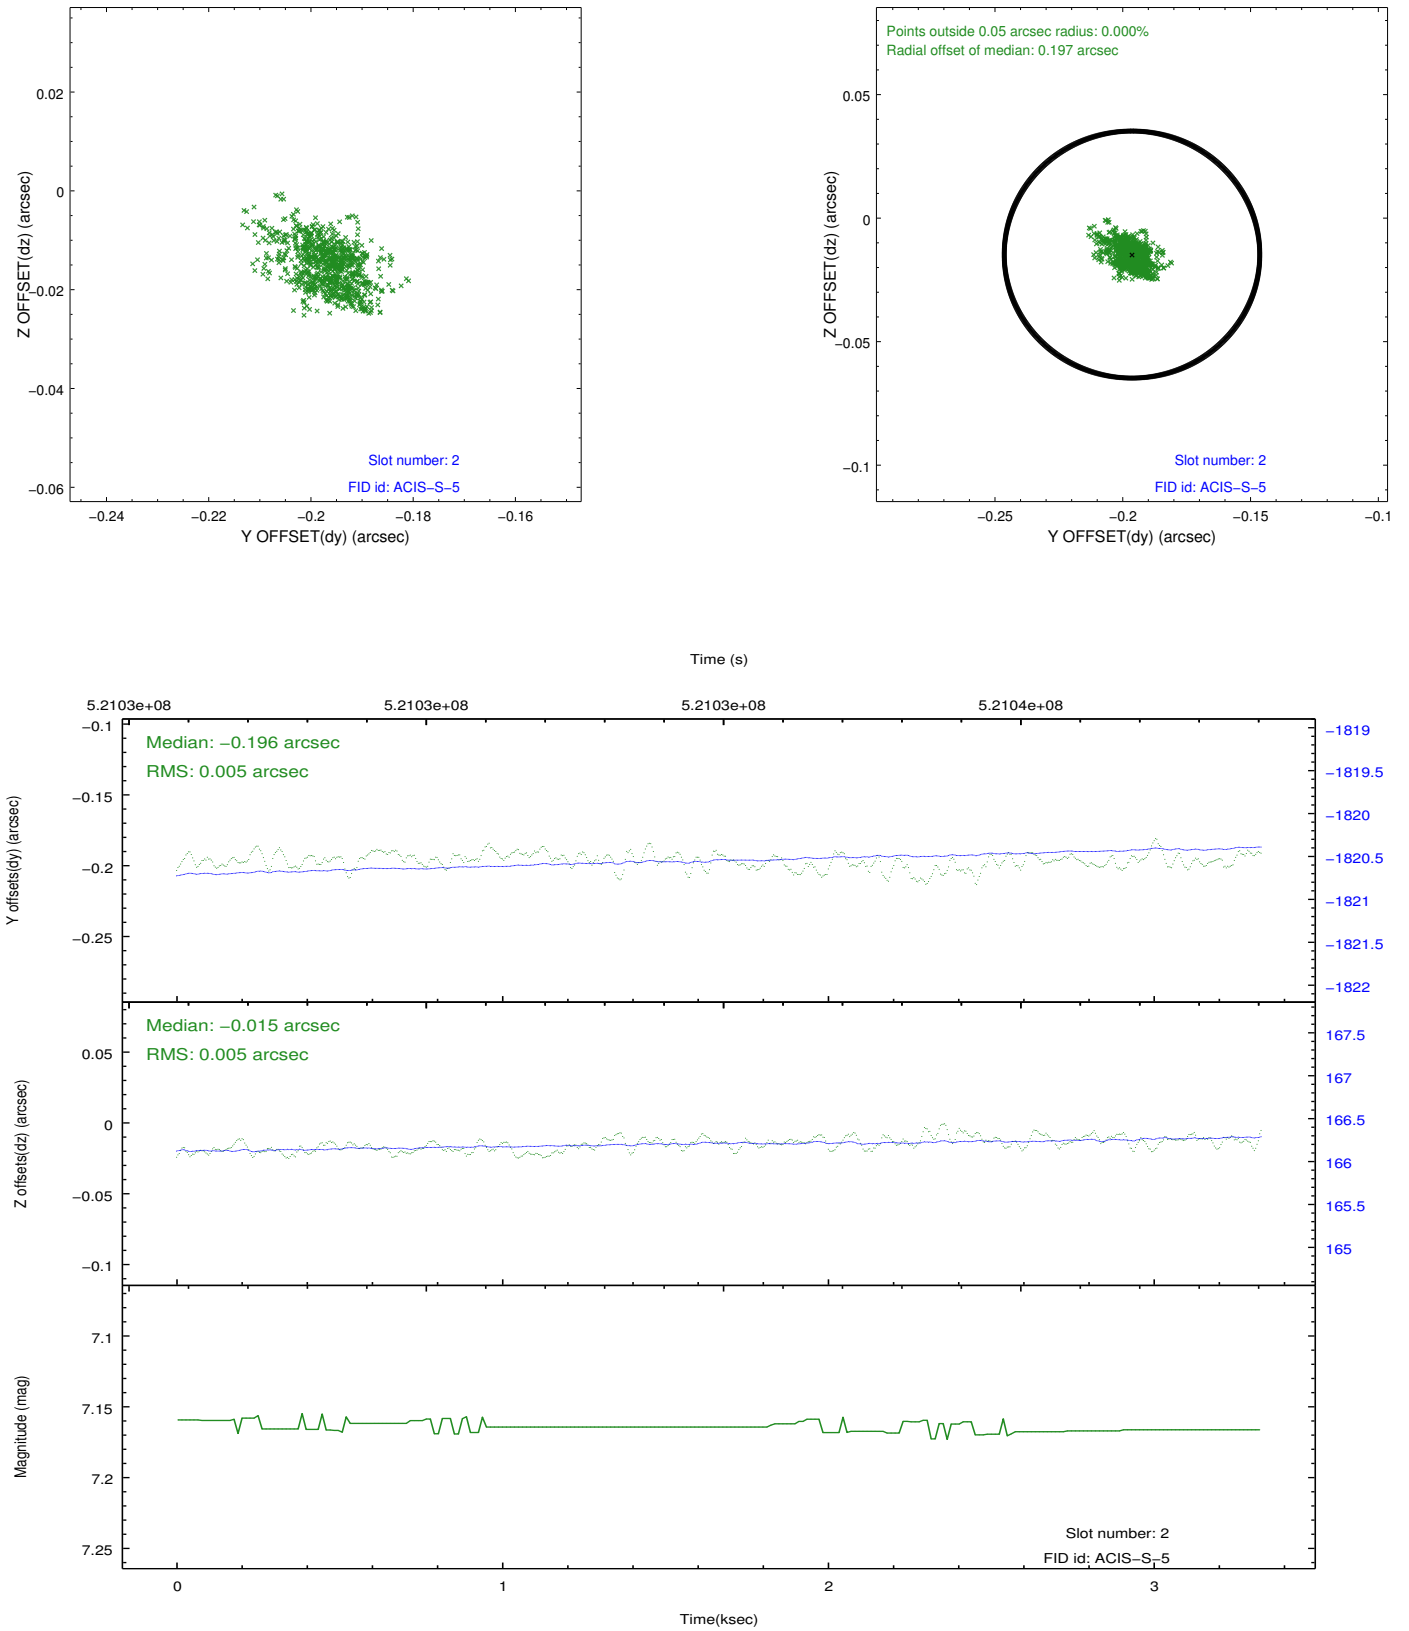 0.02
0
−0.02
−0.04
−0.06
Z OFFSET(dz) (arcsec)
Slot number: 2
FID id: ACIS−S−5
−0.24 −0.22 −0.2 −0.18 −0.16
Y OFFSET(dy) (arcsec)
Points outside 0.05 arcsec radius: 0.000%
Radial offset of median: 0.197 arcsec
0.05
0
−0.05
−0.1
Z OFFSET(dz) (arcsec)
Slot number: 2
FID id: ACIS−S−5
−0.25 −0.2 −0.15 −0.1
Y OFFSET(dy) (arcsec)
Time (s)
5.2103e+08 5.2103e+08 5.2103e+08 5.2104e+08
Median: −0.196 arcsec
RMS: 0.005 arcsec
−0.1
−0.15
−0.2
−0.25
Y offsets(dy) (arcsec)
−1819
−1819.5
−1820
−1820.5
−1821
−1821.5
−1822
Median: −0.015 arcsec
RMS: 0.005 arcsec
0.05
0
−0.05
−0.1
Z offsets(dz) (arcsec)
167.5
167
166.5
166
165.5
165
7.1
7.15
7.2
7.25
Magnitude (mag)
Slot number: 2
FID id: ACIS−S−5
0 1 2 3
Time(ksec)